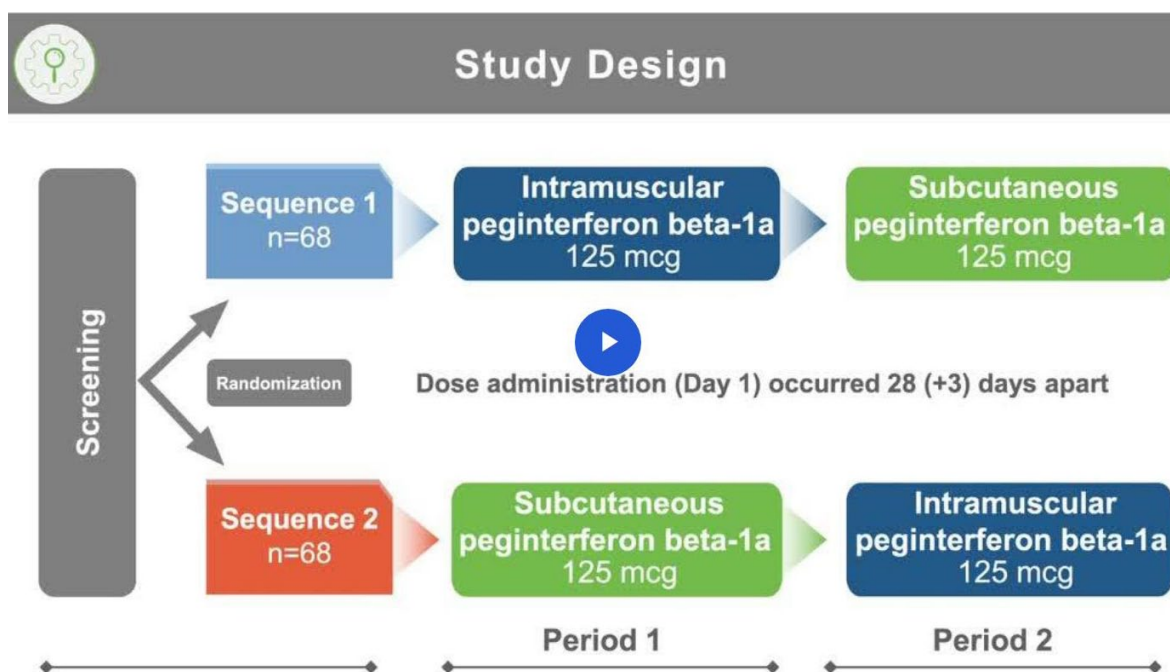 Study Design
Screening
Sequence 1
n=68
Intramuscular
peginterferon beta-1a
125 mcg
Subcutaneous
peginterferon beta-1a
125 mcg
Randomization
Dose administration (Day 1) occurred 28 (+3) days apart
Sequence 2
n=68
Subcutaneous
peginterferon beta-1a
125 mcg
Intramuscular
peginterferon beta-1a
125 mcg
Period 1
Period 2